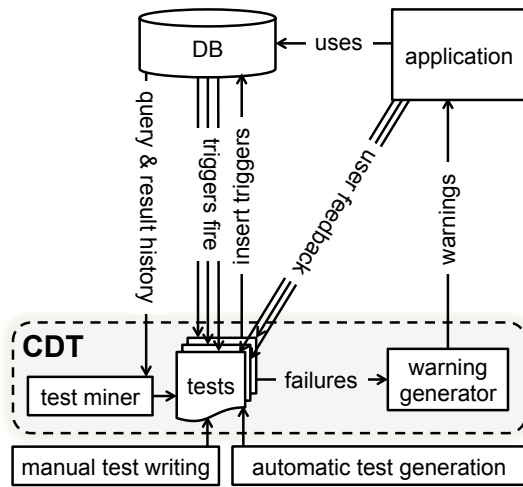 DB
uses
application
query & result history
triggers fire
insert triggers
user feedback
warnings
CDT
test miner
tests
failures
warning
generator
manual test writing
automatic test generation